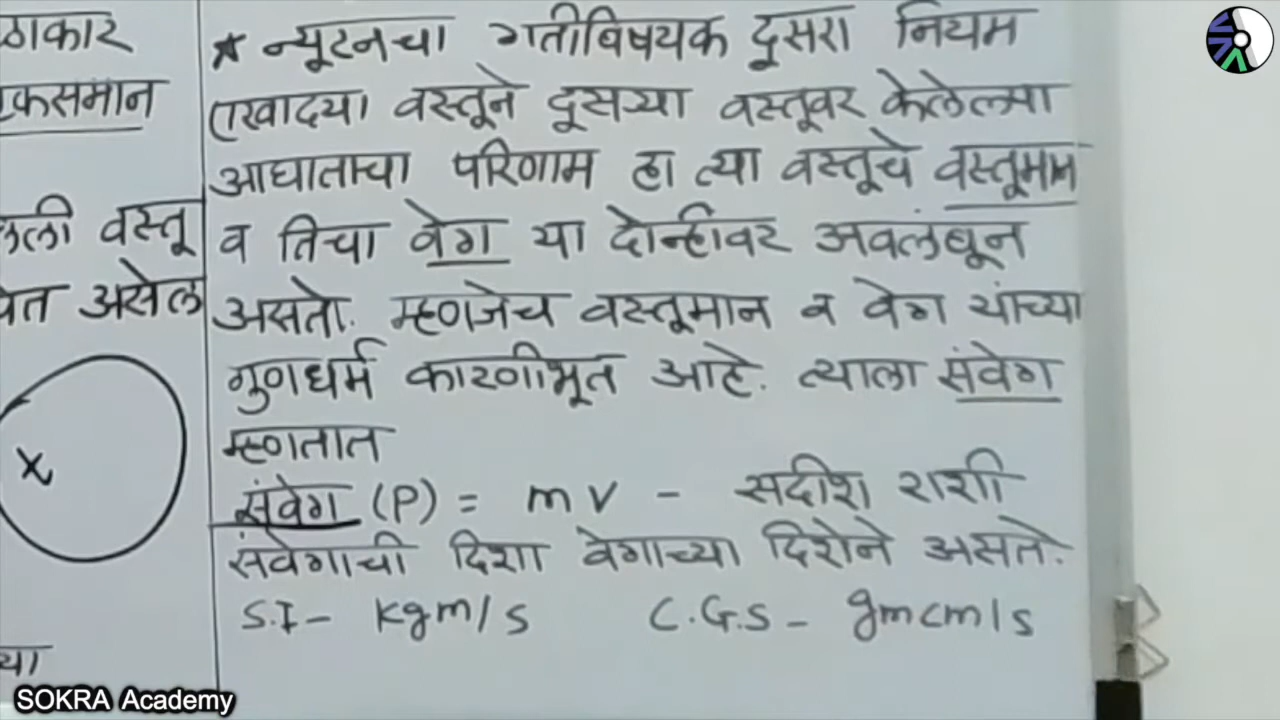 ठाकार
एकसमान
लली वस्तू
येत असेल
x
या
* न्यूटनचा गतीविषयक दूसरा नियम
एखादया वस्तूने दूसऱ्या वस्तूवर केलेल्या
आघाताचा परिणाम हा त्या वस्तूचे वस्तूमान
व तिचा वेग या दोन्हीवर अवलंबून
असतो. म्हणजेच वस्तूमान व वेग यांच्या
गुणधर्म कारणीभूत आहे. त्याला संवेग
म्हणतात
संवेग (P) = mv - सदीश राशी
संवेगाची दिशा वेगाच्या दिशेने असते.
S.I - kgm/s C.G.S - gmcm/s
SOKRA Academy